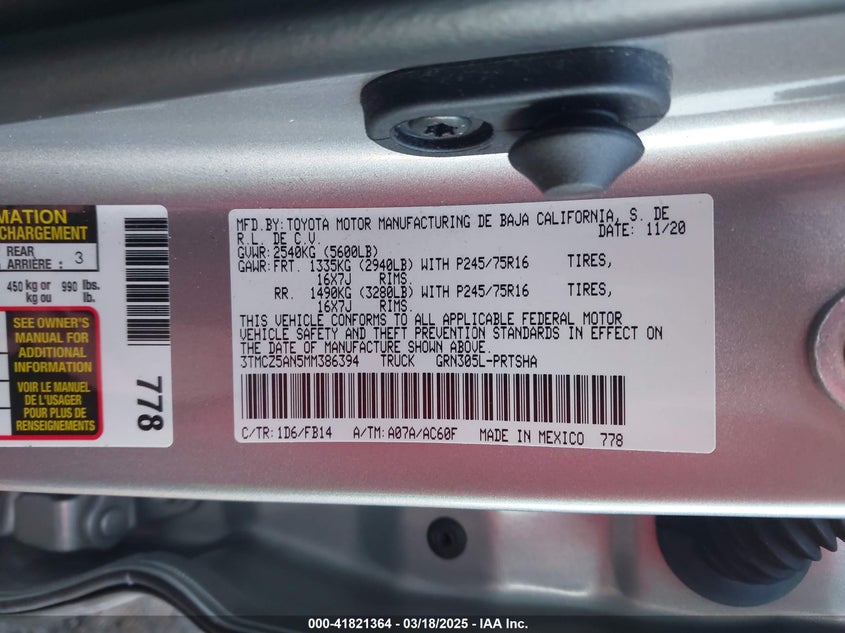 MATION
CHARGEMENT
REAR
ARRIÈRE : 3
450 kg or 990 lbs.
kg ou lb.
SEE OWNER'S
MANUAL FOR
ADDITIONAL
INFORMATION
VOIR LE MANUEL
DE L'USAGER
POUR PLUS DE
RENSEIGNEMENTS
778
MFD.BY:TOYOTA MOTOR MANUFACTURING DE BAJA CALIFORNIA, S. DE
R.L. DE C.V. DATE: 11/20
GVWR:2540KG (5600LB)
GAWR:FRT. 1335KG (2940LB) WITH P245/75R16 TIRES,
16X7J RIMS.
RR. 1490KG (3280LB) WITH P245/75R16 TIRES,
16X7J RIMS.
THIS VEHICLE CONFORMS TO ALL APPLICABLE FEDERAL MOTOR
VEHICLE SAFETY AND THEFT PREVENTION STANDARDS IN EFFECT ON
THE DATE OF MANUFACTURE SHOWN ABOVE.
3TMCZ5AN5MM386394 TRUCK GRN305L-PRTSHA
C/TR:1D6/FB14 A/TM:A07A/AC60F MADE IN MEXICO 778
000-41821364 - 03/18/2025 - IAA Inc.